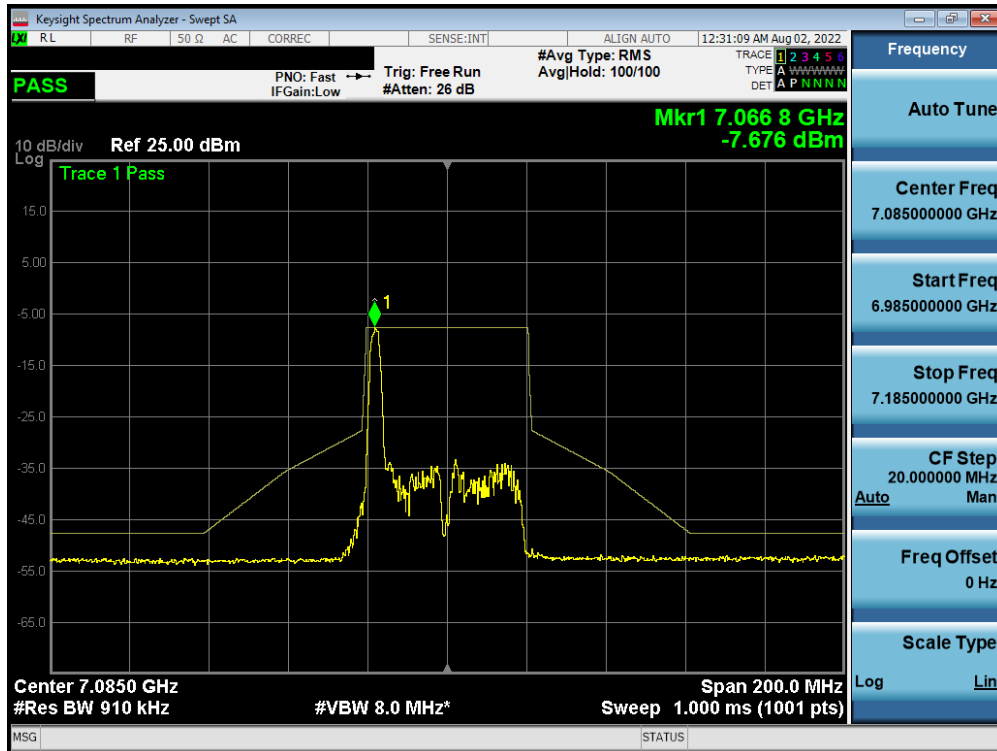 Keysight Spectrum Analyzer - Swept SA
LXI RL RF 50 Ω AC CORREC SENSE:INT ALIGN AUTO 12:31:09 AM Aug 02, 2022
PASS
PNO: Fast
IFGain:Low
Trig: Free Run
#Atten: 26 dB
#Avg Type: RMS
Avg|Hold: 100/100
TRACE 1 2 3 4 5 6
TYPE A WWWWW
DET A P N N N N
Mkr1 7.066 8 GHz
-7.676 dBm
10 dB/div Ref 25.00 dBm
Log
Trace 1 Pass
15.0
5.00
1
-5.00
-15.0
-25.0
-35.0
-45.0
-55.0
-65.0
Center 7.0850 GHz Span 200.0 MHz
#Res BW 910 kHz #VBW 8.0 MHz* Sweep 1.000 ms (1001 pts)
MSG STATUS
Frequency
Auto Tune
Center Freq
7.085000000 GHz
Start Freq
6.985000000 GHz
Stop Freq
7.185000000 GHz
CF Step
20.000000 MHz
Auto Man
Freq Offset
0 Hz
Scale Type
Log Lin